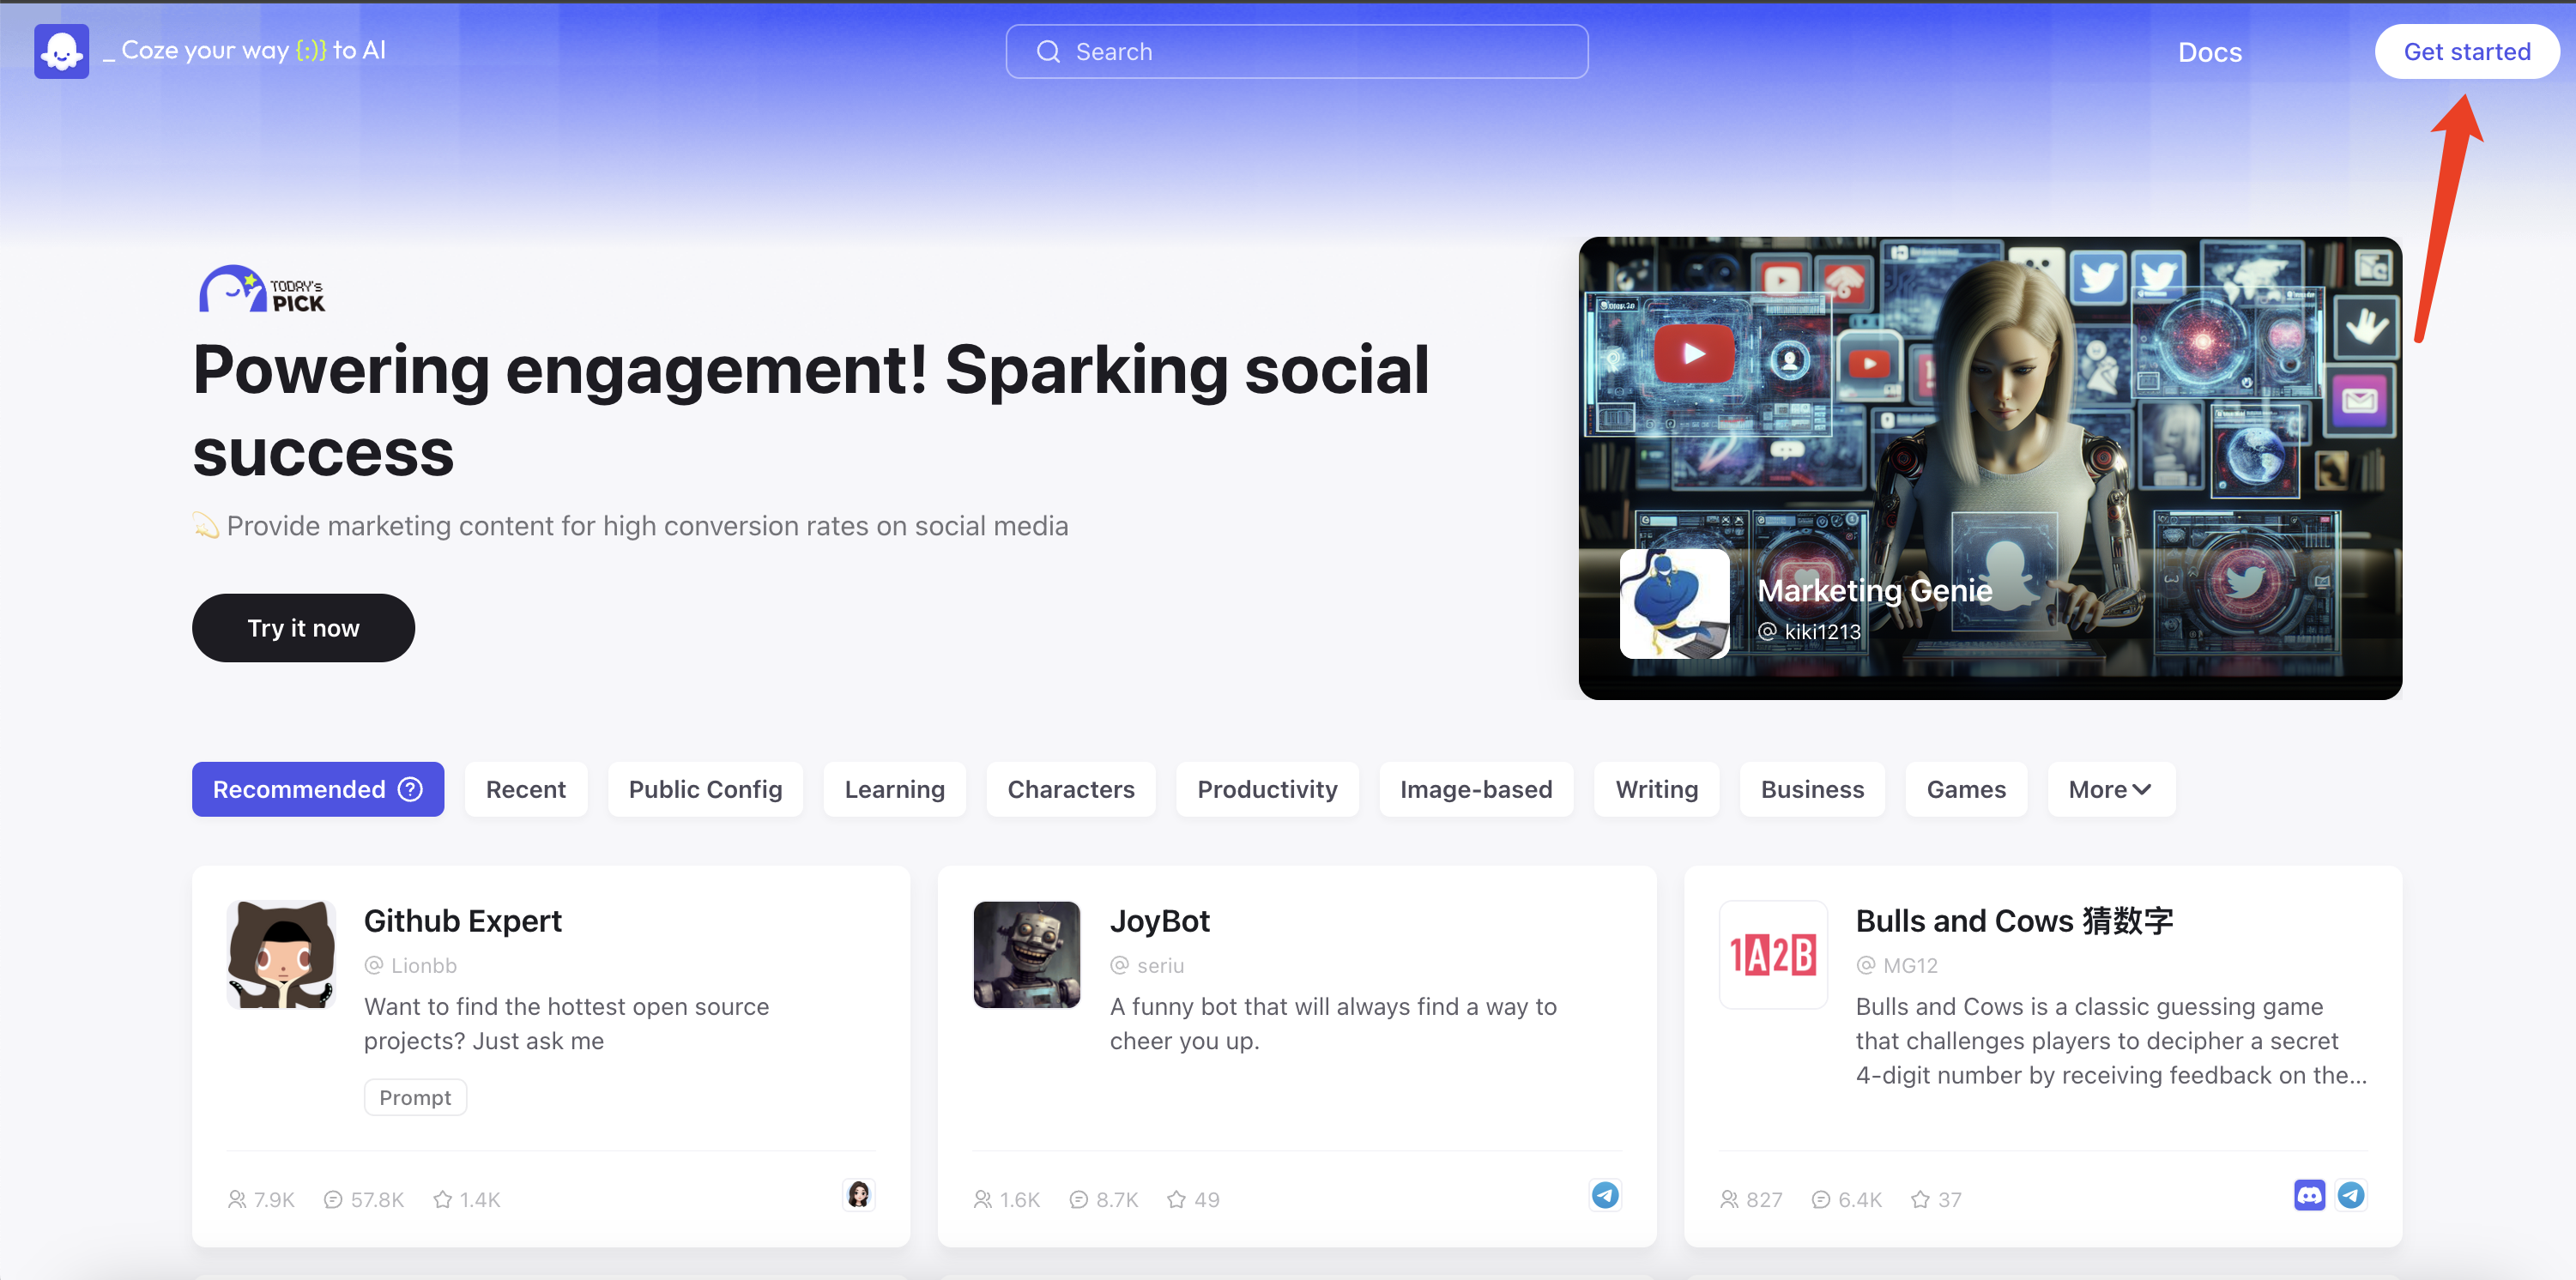 _ Coze your way {:)} to AI
Search
Docs
Get started
TODAY's
PICK
Powering engagement! Sparking social
success
💫 Provide marketing content for high conversion rates on social media
Try it now
Marketing Genie
@ kiki1213
Recommended ?
Recent
Public Config
Learning
Characters
Productivity
Image-based
Writing
Business
Games
More
Github Expert
@ Lionbb
Want to find the hottest open source
projects? Just ask me
Prompt
7.9K 57.8K 1.4K
JoyBot
@ seriu
A funny bot that will always find a way to
cheer you up.
1.6K 8.7K 49
1A2B
Bulls and Cows 猜数字
@ MG12
Bulls and Cows is a classic guessing game
that challenges players to decipher a secret
4-digit number by receiving feedback on the...
827 6.4K 37